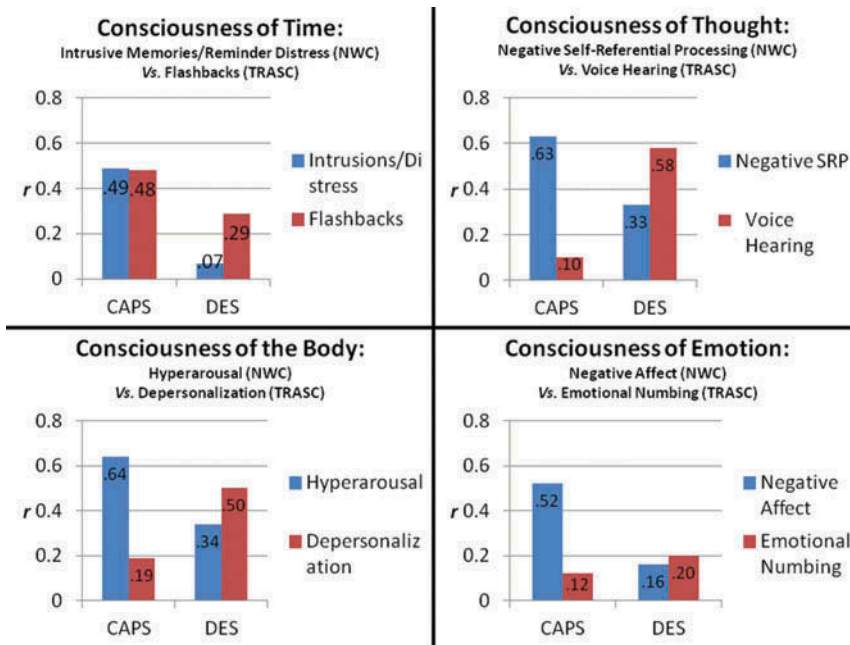 Consciousness of Time:
Intrusive Memories/Reminder Distress (NWC)
Vs. Flashbacks (TRASC)
0.8
0.6
r 0.4
0.2
0
.49
.48
.07
.29
CAPS
DES
Intrusions/Di
stress
Flashbacks
Consciousness of Thought:
Negative Self-Referential Processing (NWC)
Vs. Voice Hearing (TRASC)
0.8
0.6
r 0.4
0.2
0
.63
.10
.33
.58
CAPS
DES
Negative SRP
Voice
Hearing
Consciousness of the Body:
Hyperarousal (NWC)
Vs. Depersonalization (TRASC)
0.8
0.6
r 0.4
0.2
0
.64
.19
.34
.50
CAPS
DES
Hyperarousal
Depersonaliz
ation
Consciousness of Emotion:
Negative Affect (NWC)
Vs. Emotional Numbing (TRASC)
0.8
0.6
r 0.4
0.2
0
.52
.12
.16
.20
CAPS
DES
Negative
Affect
Emotional
Numbing